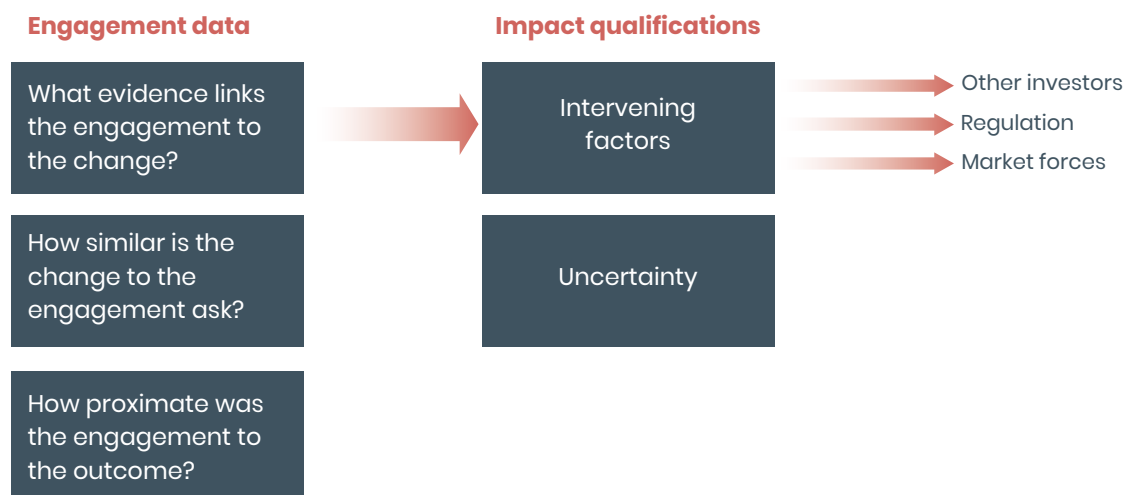 Engagement data
Impact qualifications
What evidence links
the engagement to
the change?
Intervening
factors
Other investors
Regulation
Market forces
How similar is the
change to the
engagement ask?
Uncertainty
How proximate was
the engagement to
the outcome?